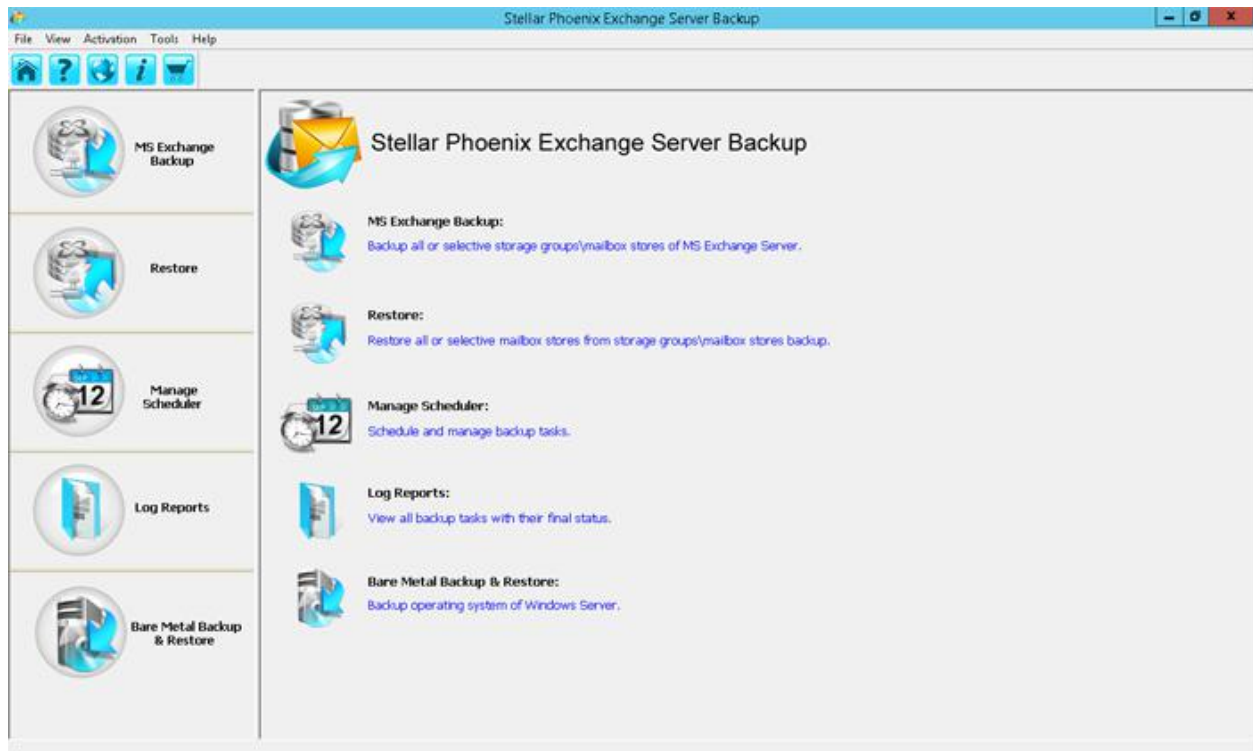 Stellar Phoenix Exchange Server Backup
File View Activation Tools Help
MS Exchange
Backup
Restore
12
Manage
Scheduler
Log Reports
Bare Metal Backup
& Restore
Stellar Phoenix Exchange Server Backup
MS Exchange Backup:
Backup all or selective storage groups\mailbox stores of MS Exchange Server.
Restore:
Restore all or selective mailbox stores from storage groups\mailbox stores backup.
12
Manage Scheduler:
Schedule and manage backup tasks.
Log Reports:
View all backup tasks with their final status.
Bare Metal Backup & Restore:
Backup operating system of Windows Server.